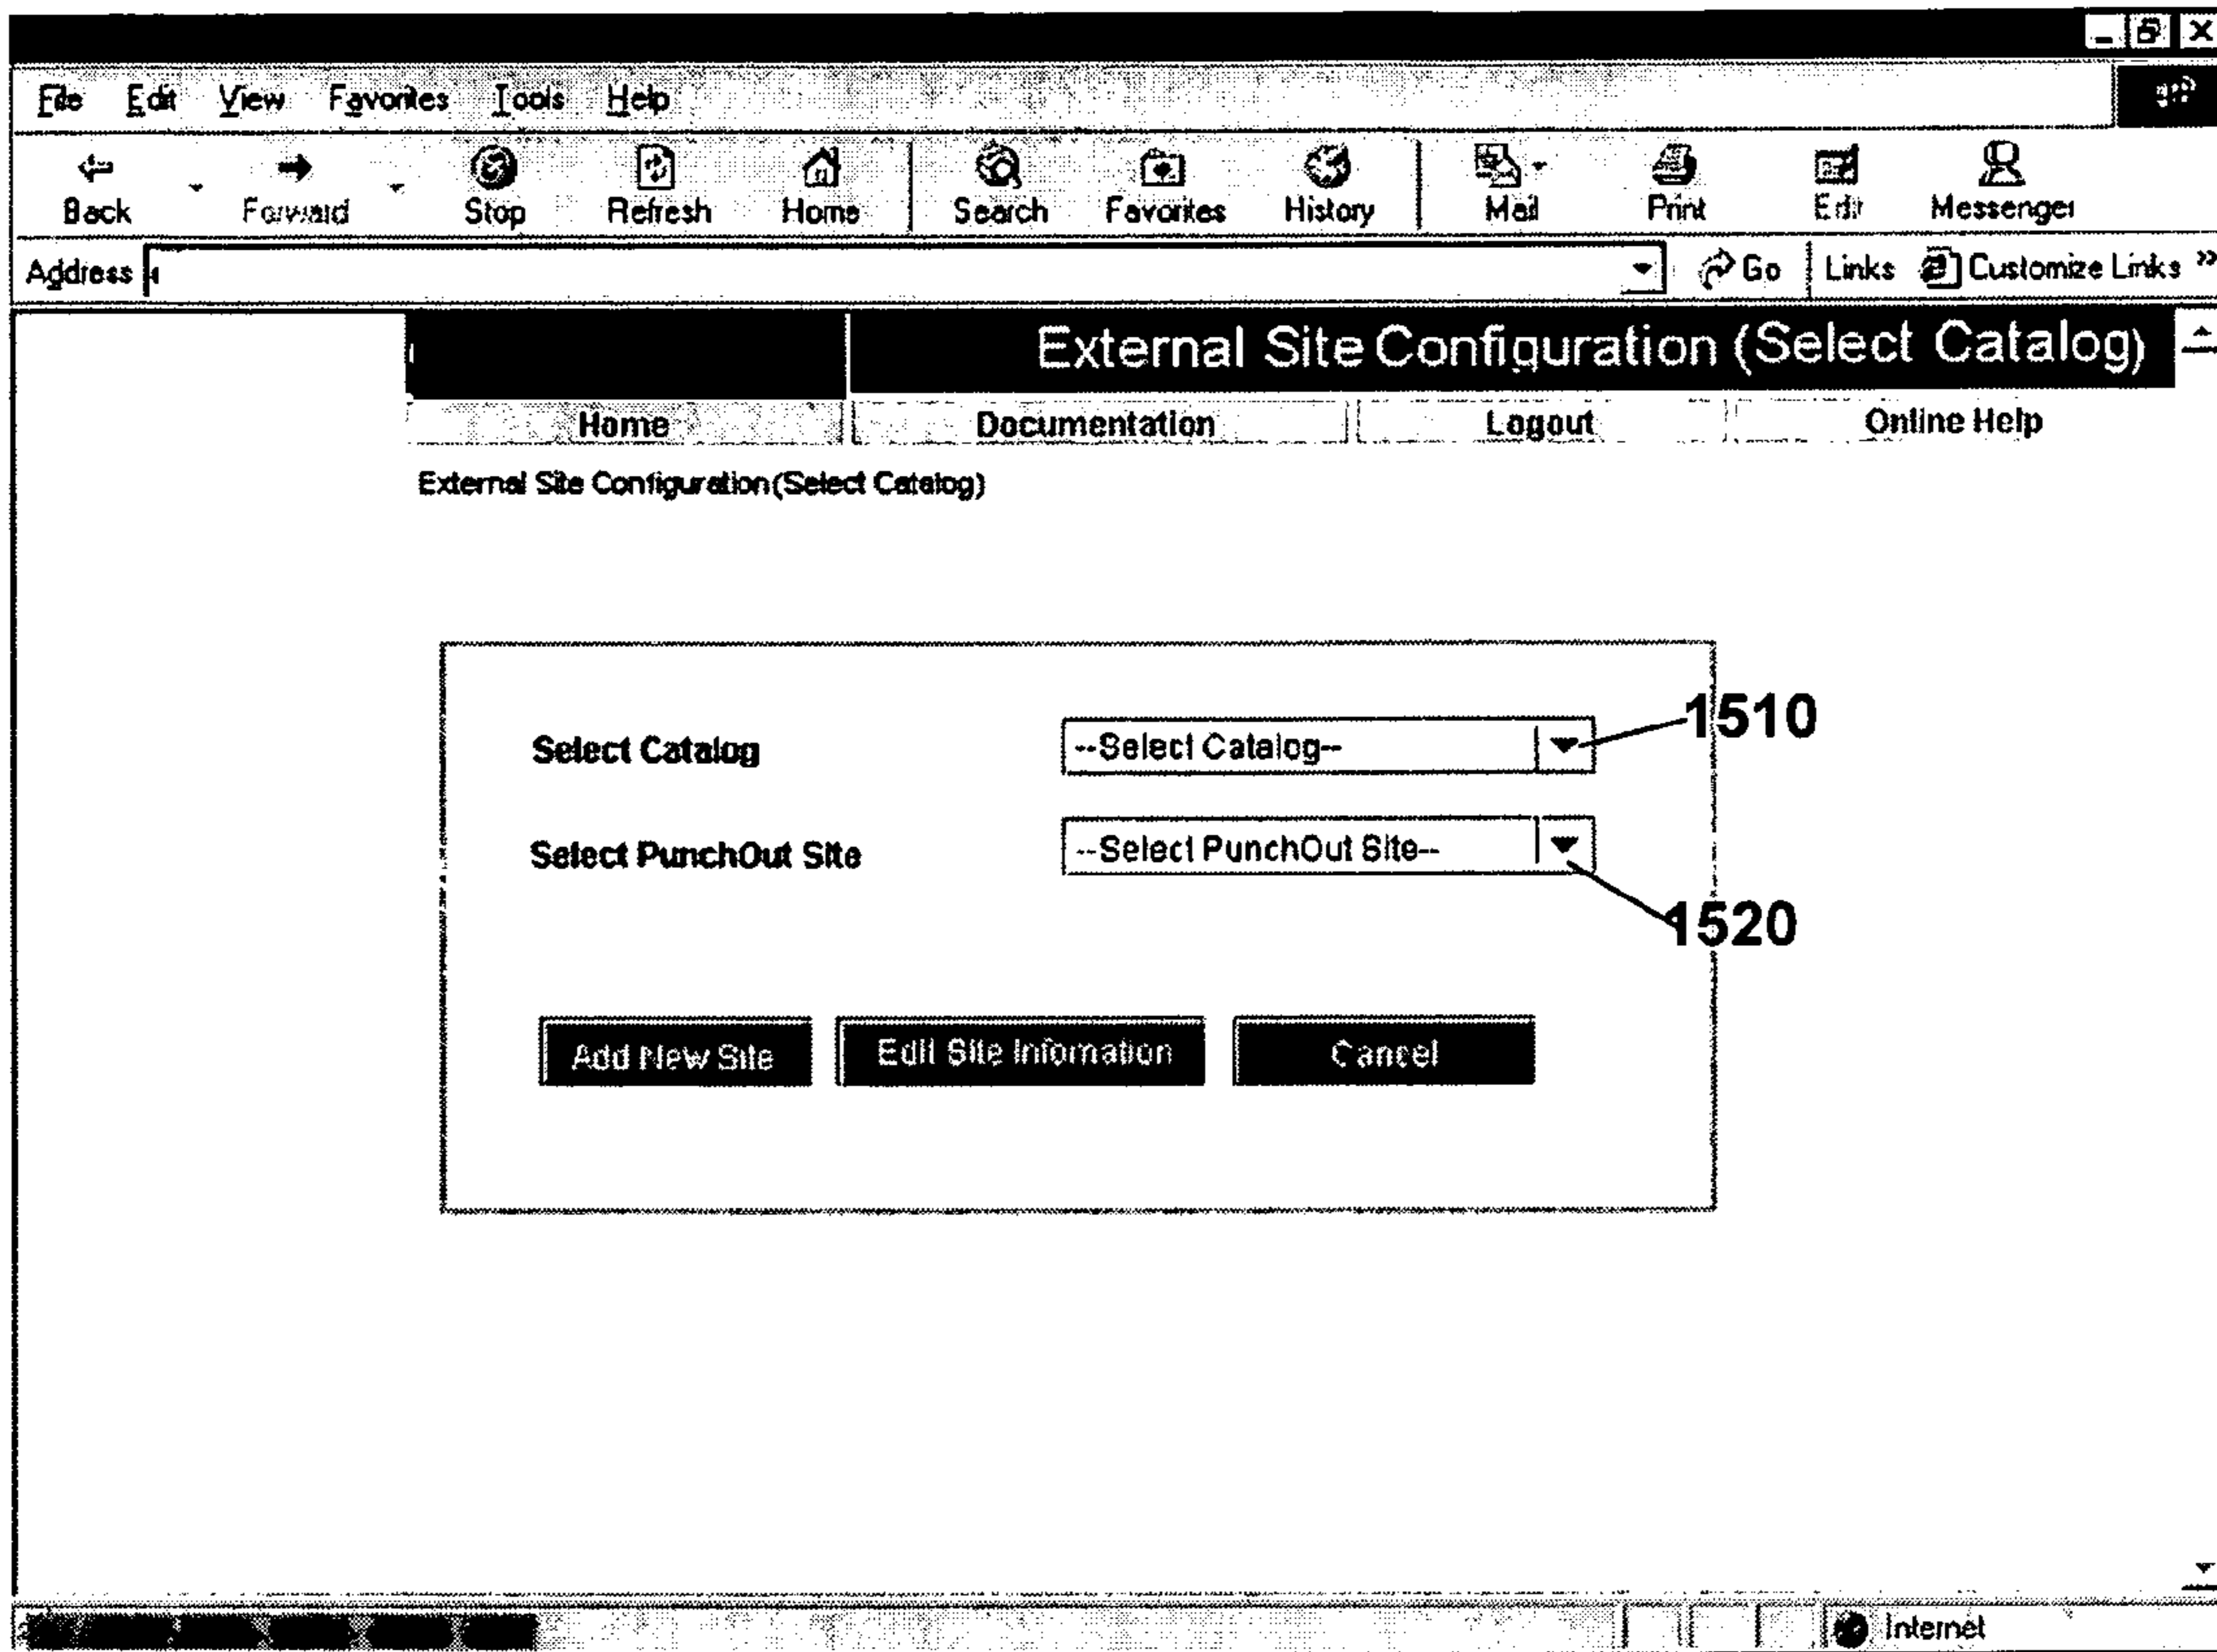 File Edit View Favorites Tools Help
Back Forward Stop Refresh Home Search Favorites History Mail Print Edit Messenger
Address Go Links Customize Links »
External Site Configuration (Select Catalog)
Home Documentation Logout Online Help
External Site Configuration(Select Catalog)
1510
Select Catalog --Select Catalog--
Select PunchOut Site --Select PunchOut Site--
1520
Add New Site Edit Site Infomation Cancel
Internet